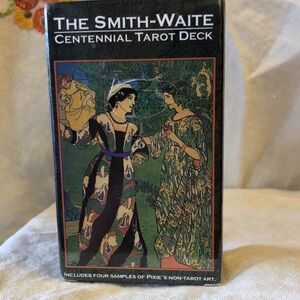 THE SMITH-WAITE
CENTENNIAL TAROT DECK
INCLUDES FOUR SAMPLES OF PIXIE'S NON-TAROT ART.